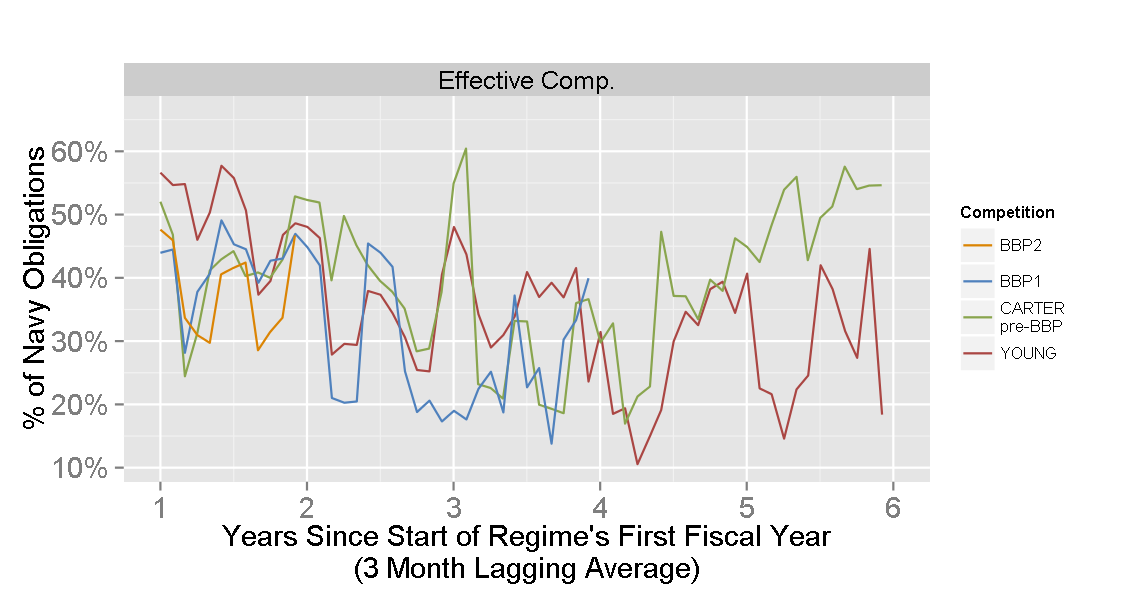 Effective Comp.
% of Navy Obligations
60%
50%
40%
30%
20%
10%
1 2 3 4 5 6
Years Since Start of Regime's First Fiscal Year
(3 Month Lagging Average)
Competition
BBP2
BBP1
CARTER
pre-BBP
YOUNG